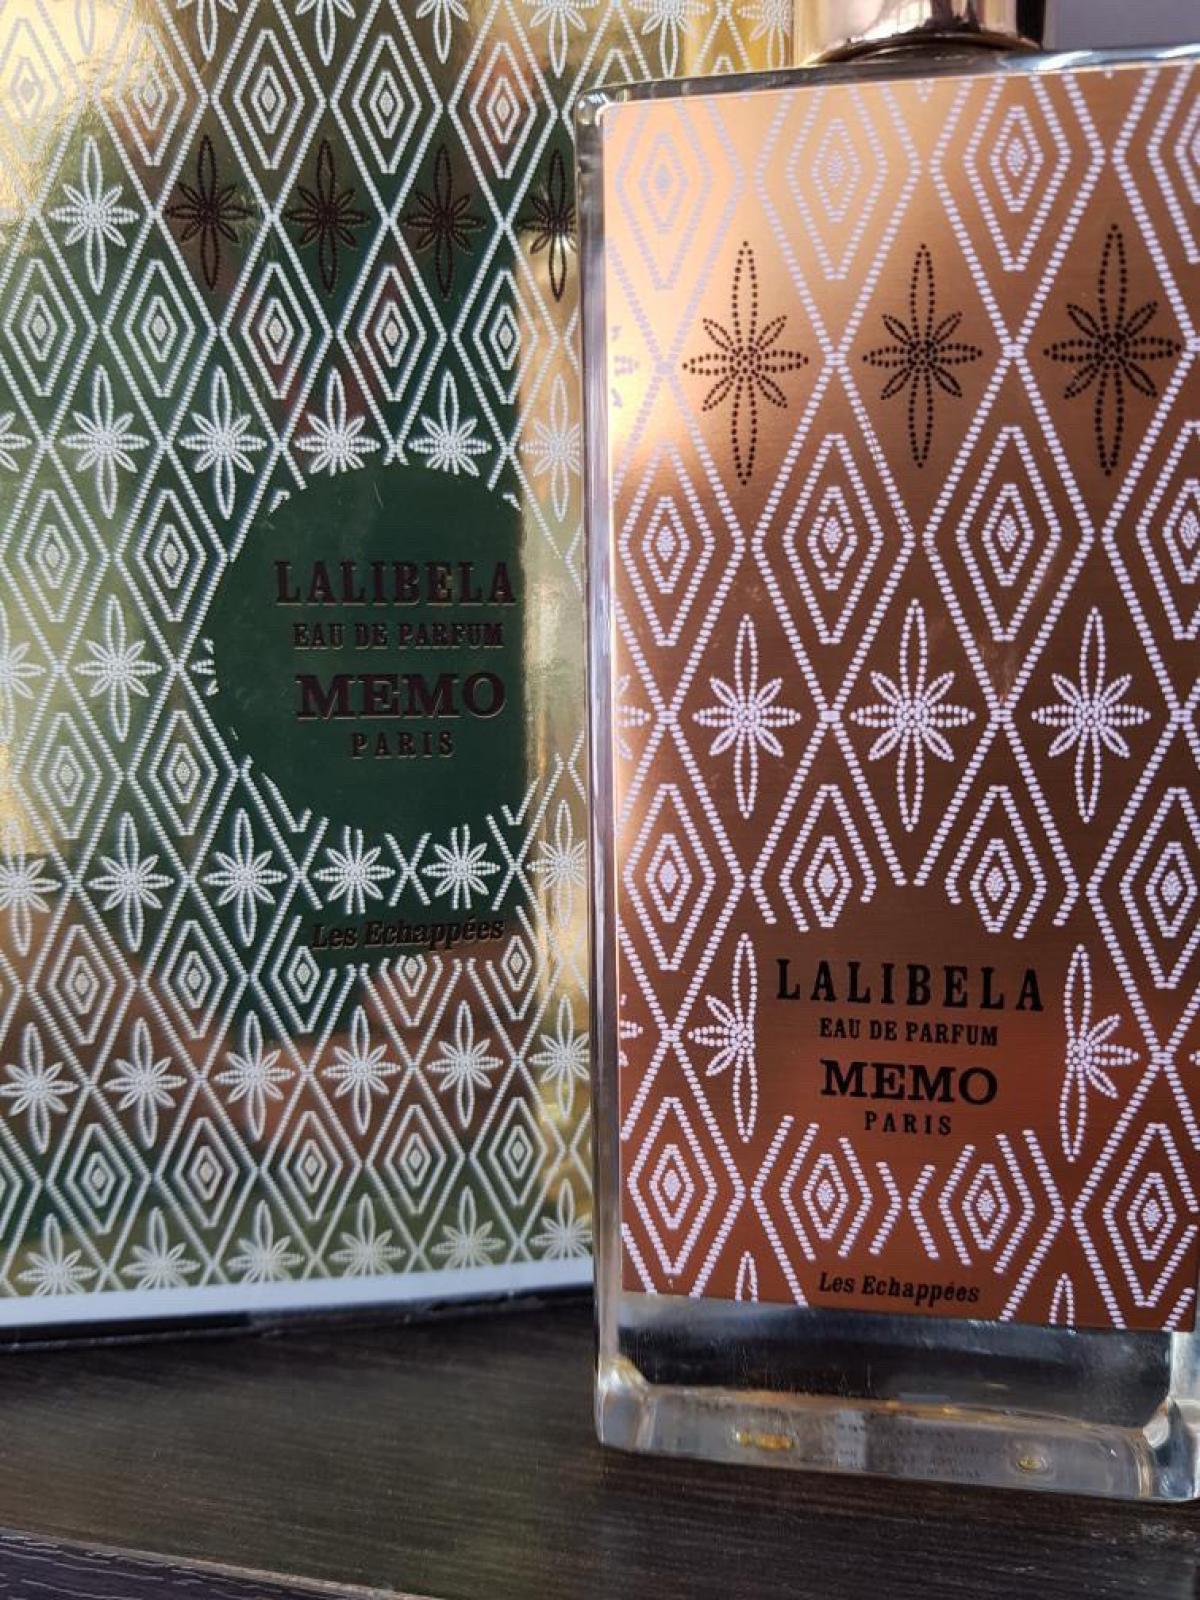 LALIBELA
EAU DE PARFUM
MEMO
PARIS
Les Echappées
LALIBELA
EAU DE PARFUM
MEMO
PARIS
Les Echappées